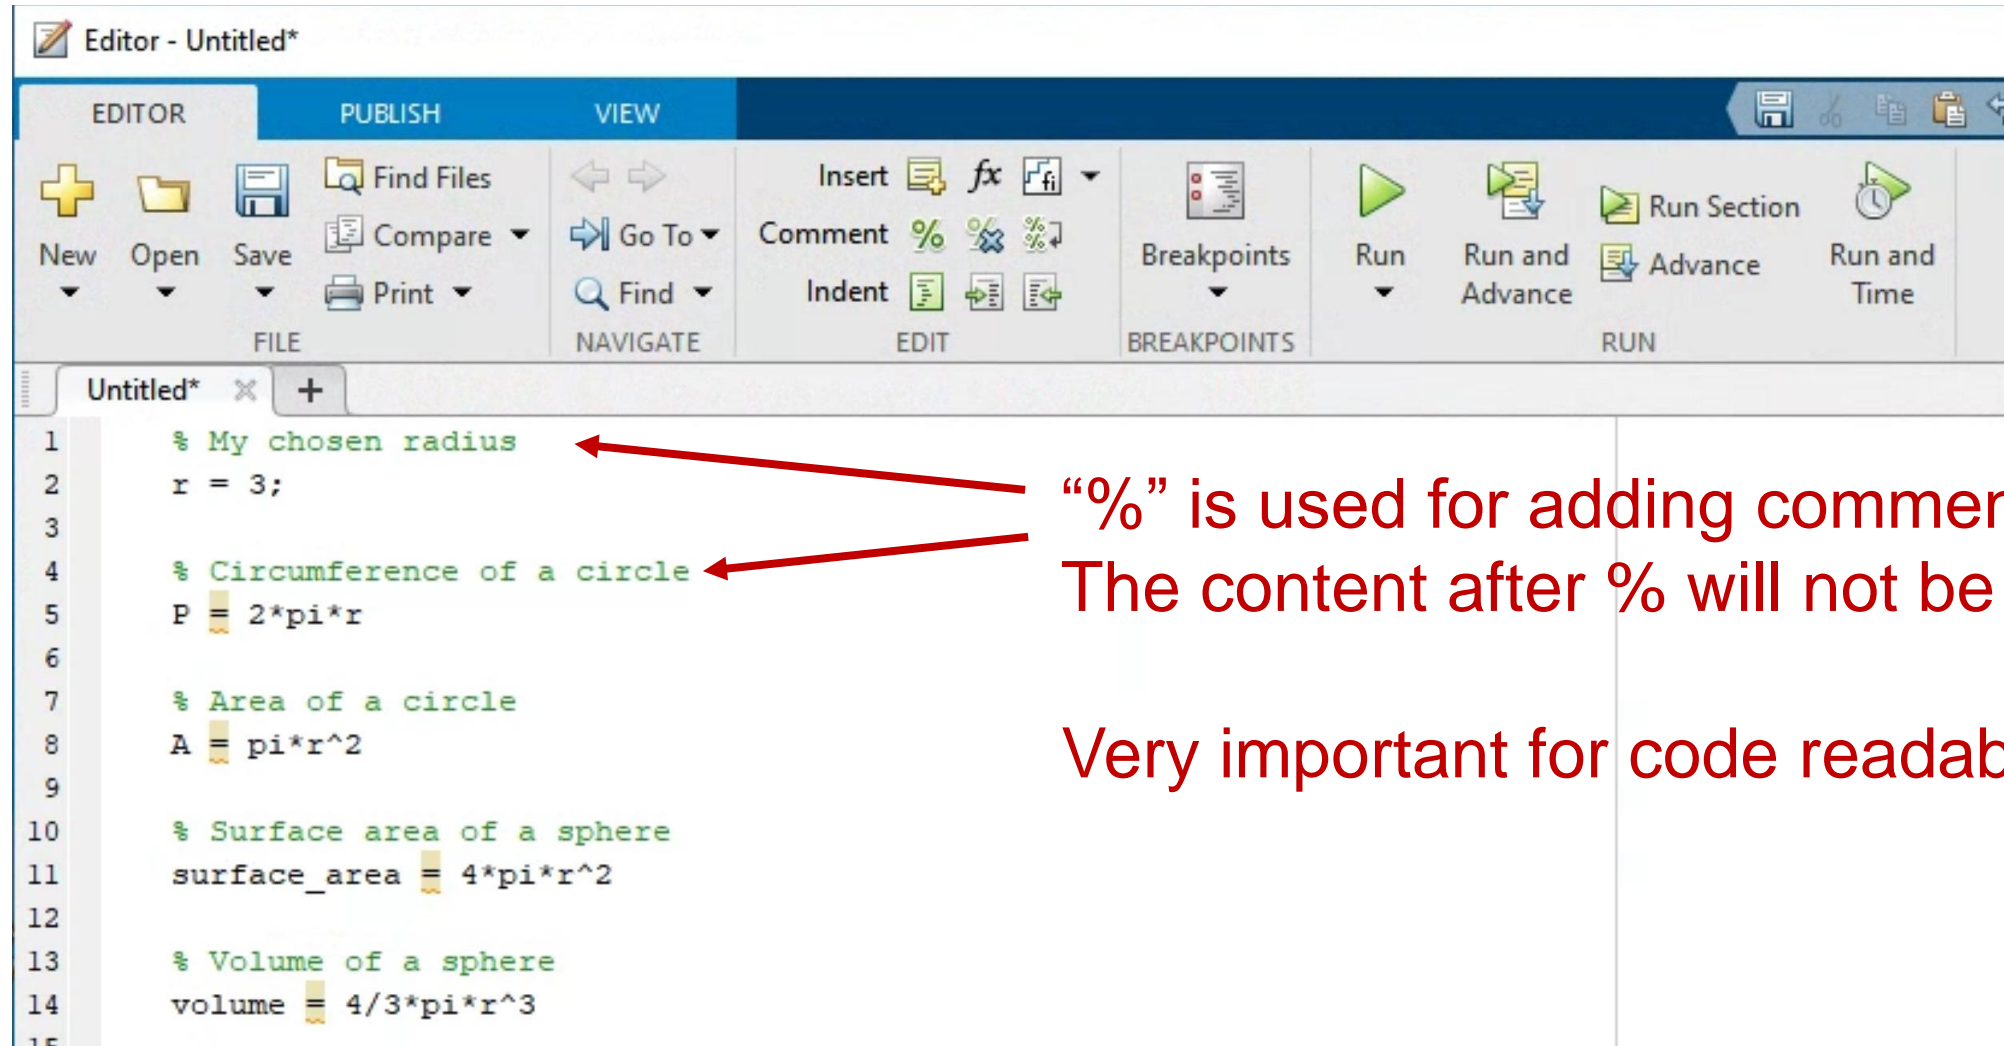 Editor - Untitled*
EDITOR PUBLISH VIEW
New Open Save Find Files Compare Print
FILE
Go To Find
NAVIGATE
Insert fx fi
Comment % % %
Indent
EDIT
Breakpoints
BREAKPOINTS
Run Run and Advance Run Section Advance Run and Time
RUN
Untitled* +
1 % My chosen radius
2 r = 3;
3
4 % Circumference of a circle
5 P = 2*pi*r
6
7 % Area of a circle
8 A = pi*r^2
9
10 % Surface area of a sphere
11 surface_area = 4*pi*r^2
12
13 % Volume of a sphere
14 volume = 4/3*pi*r^3
15
“%” is used for adding
The content after % will not be
Very important for code